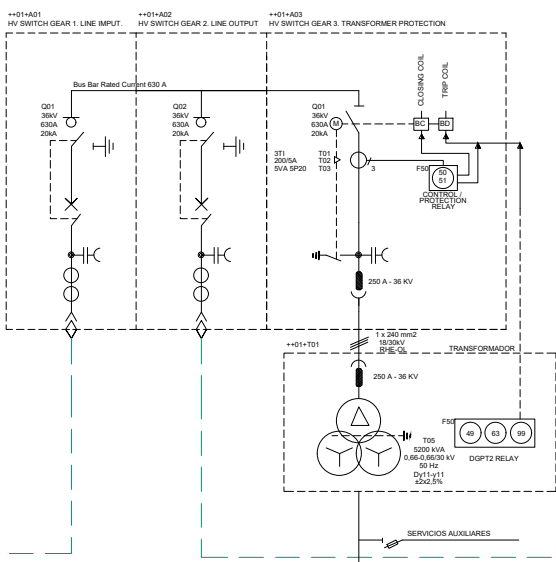 ++01+A01
HV SWITCH GEAR 1. LINE IMPUT.
++01+A02
HV SWITCH GEAR 2. LINE OUTPUT
++01+A03
HV SWITCH GEAR 3. TRANSFORMER PROTECTION
Bus Bar Rated Current 630 A
Q01
36kV
630A
20kA
Q02
36kV
630A
20kA
Q01
36kV
630A
20kA
M
CLOSING COIL
TRIP COIL
BC
BD
3TI
200/5A
5VA 5P20
T01
T02
T03
3
F50
50
51
CONTROL /
PROTECTION
RELAY
250 A - 36 KV
1 x 240 mm2
18/30kV
RHE-OL
++01+T01
TRANSFORMADOR
250 A - 36 KV
T05
5200 kVA
0,66-0,66/30 kV
50 Hz
Dy11-y11
±2x2,5%
F50
49
63
99
DGPT2 RELAY
SERVICIOS AUXILIARES